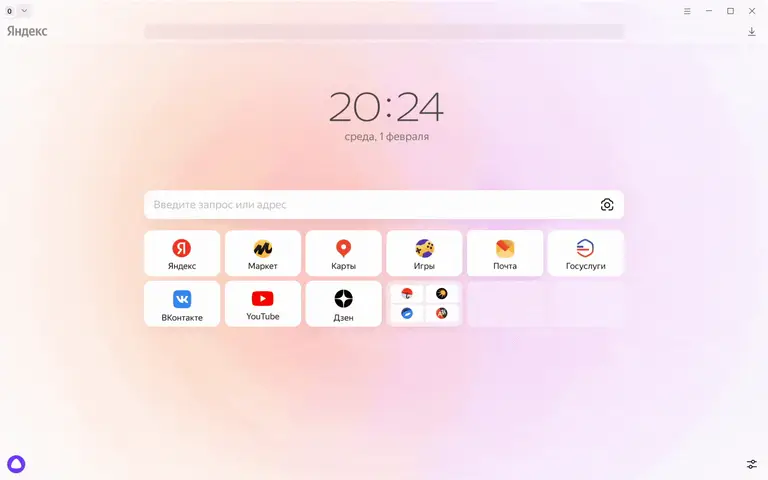 0
Яндекс
20:24
среда, 1 февраля
Введите запрос или адрес
Яндекс
Маркет
Карты
Игры
Почта
Госуслуги
ВКонтакте
YouTube
Дзен